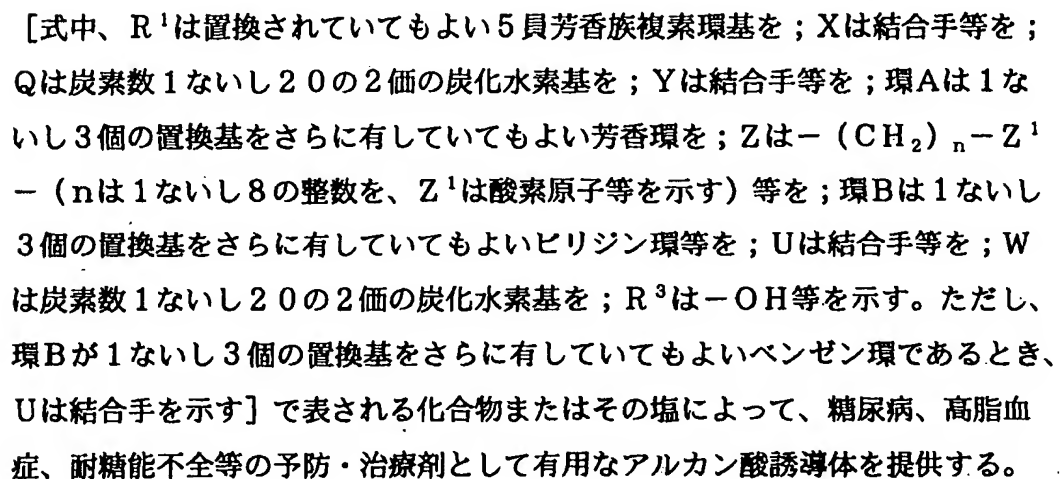 [式中、R¹は置換されていてもよい5員芳香族複素環基を；Xは結合手等を；
Qは炭素数1ないし20の2価の炭化水素基を；Yは結合手等を；環Aは1な
いし3個の置換基をさらに有していてもよい芳香環を；Zは－（CH₂）ₙ－Z¹
－（nは1ないし8の整数を、Z¹は酸素原子等を示す）等を；環Bは1ないし
3個の置換基をさらに有していてもよいピリジン環等を；Uは結合手等を；W
は炭素数1ないし20の2価の炭化水素基を；R³は－OH等を示す。ただし、
環Bが1ないし3個の置換基をさらに有していてもよいベンゼン環であるとき、
Uは結合手を示す］で表される化合物またはその塩によって、糖尿病、高脂血
症、耐糖能不全等の予防・治療剤として有用なアルカン酸誘導体を提供する。